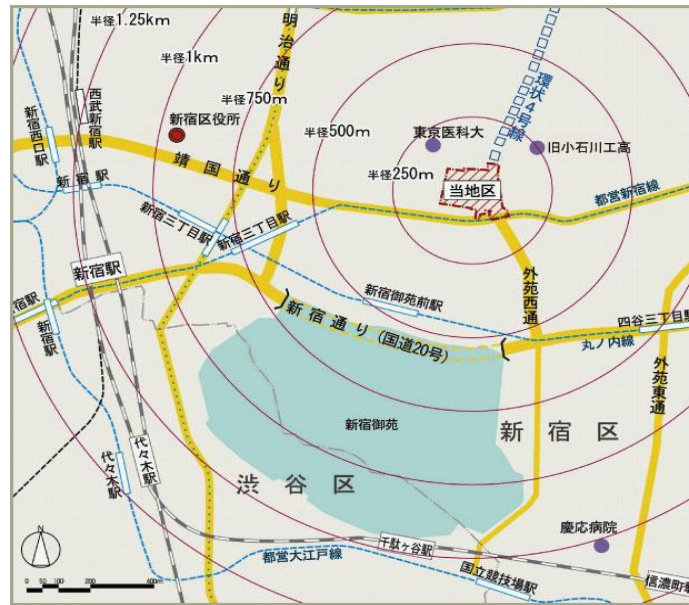 半径1.25km
明治通り
半径1km
環状4号線
西武新宿駅
新宿区役所
半径750m
新宿西口駅
半径500m
東京医科大
旧小石川工高
靖国通り
半径250m
当地区
新宿駅
都営新宿線
新宿三丁目駅
新宿三丁目駅
新宿駅
外苑西通
新宿御苑前駅
宿駅
新宿駅
新宿通り(国道20号)
四谷三丁目駅
丸ノ内線
外苑東通
新宿御苑
新宿区
代々木駅
代々木駅
渋谷区
慶応病院
N
千駄ヶ谷駅
都営大江戸線
国立競技場駅
信濃町駅
0 50 100 200 400m